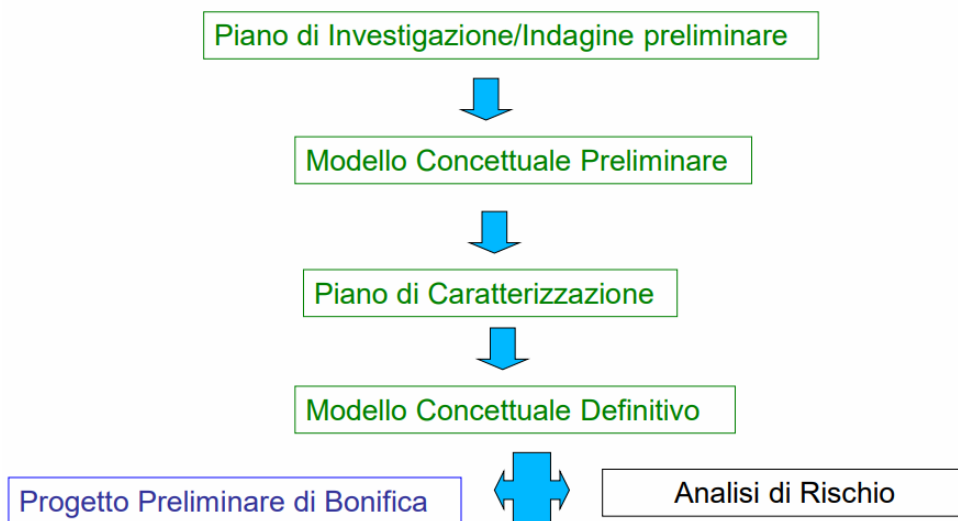 Piano di Investigazione/Indagine preliminare
Modello Concettuale Preliminare
Piano di Caratterizzazione
Modello Concettuale Definitivo
Progetto Preliminare di Bonifica
Analisi di Rischio